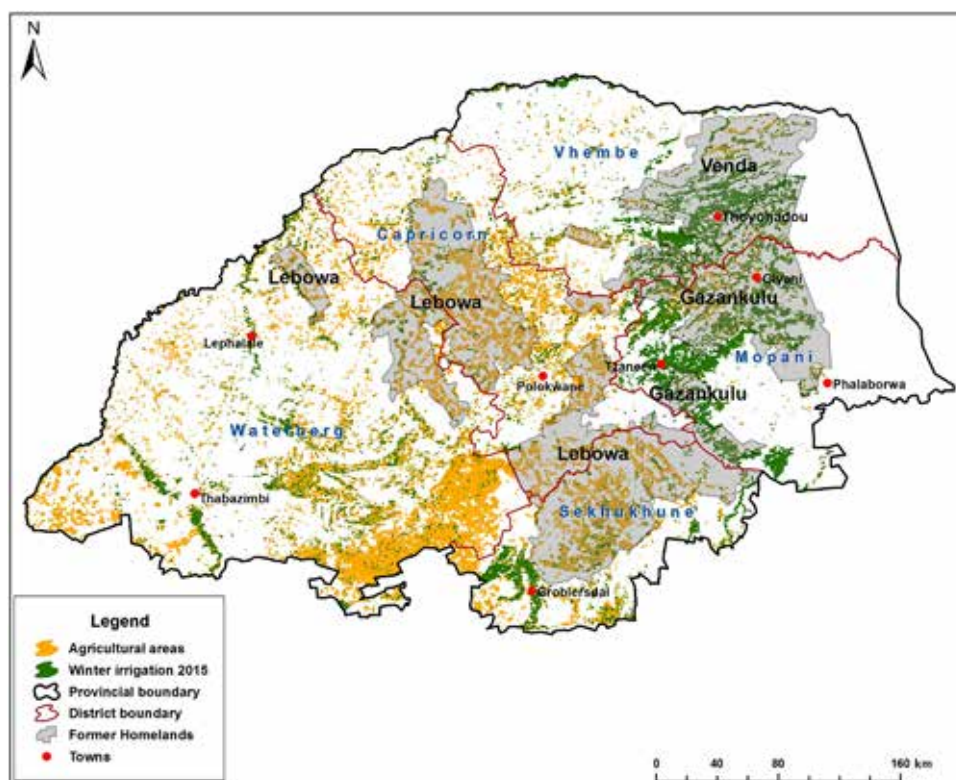 N
Vhembe
Venda
Thoyohadou
Capricorn
Lebowa
Giyani
Lebowa
Gazankulu
Lephalale
Mopani
Tzaneen
Polokwane
Phalaborwa
Gazankulu
Waterberg
Lebowa
Thabazimbi
Sekhukhune
Groblersdal
Legend
Agricultural areas
Winter irrigation 2015
Provincial boundary
District boundary
Former Homelands
Towns
0 40 80 160 km